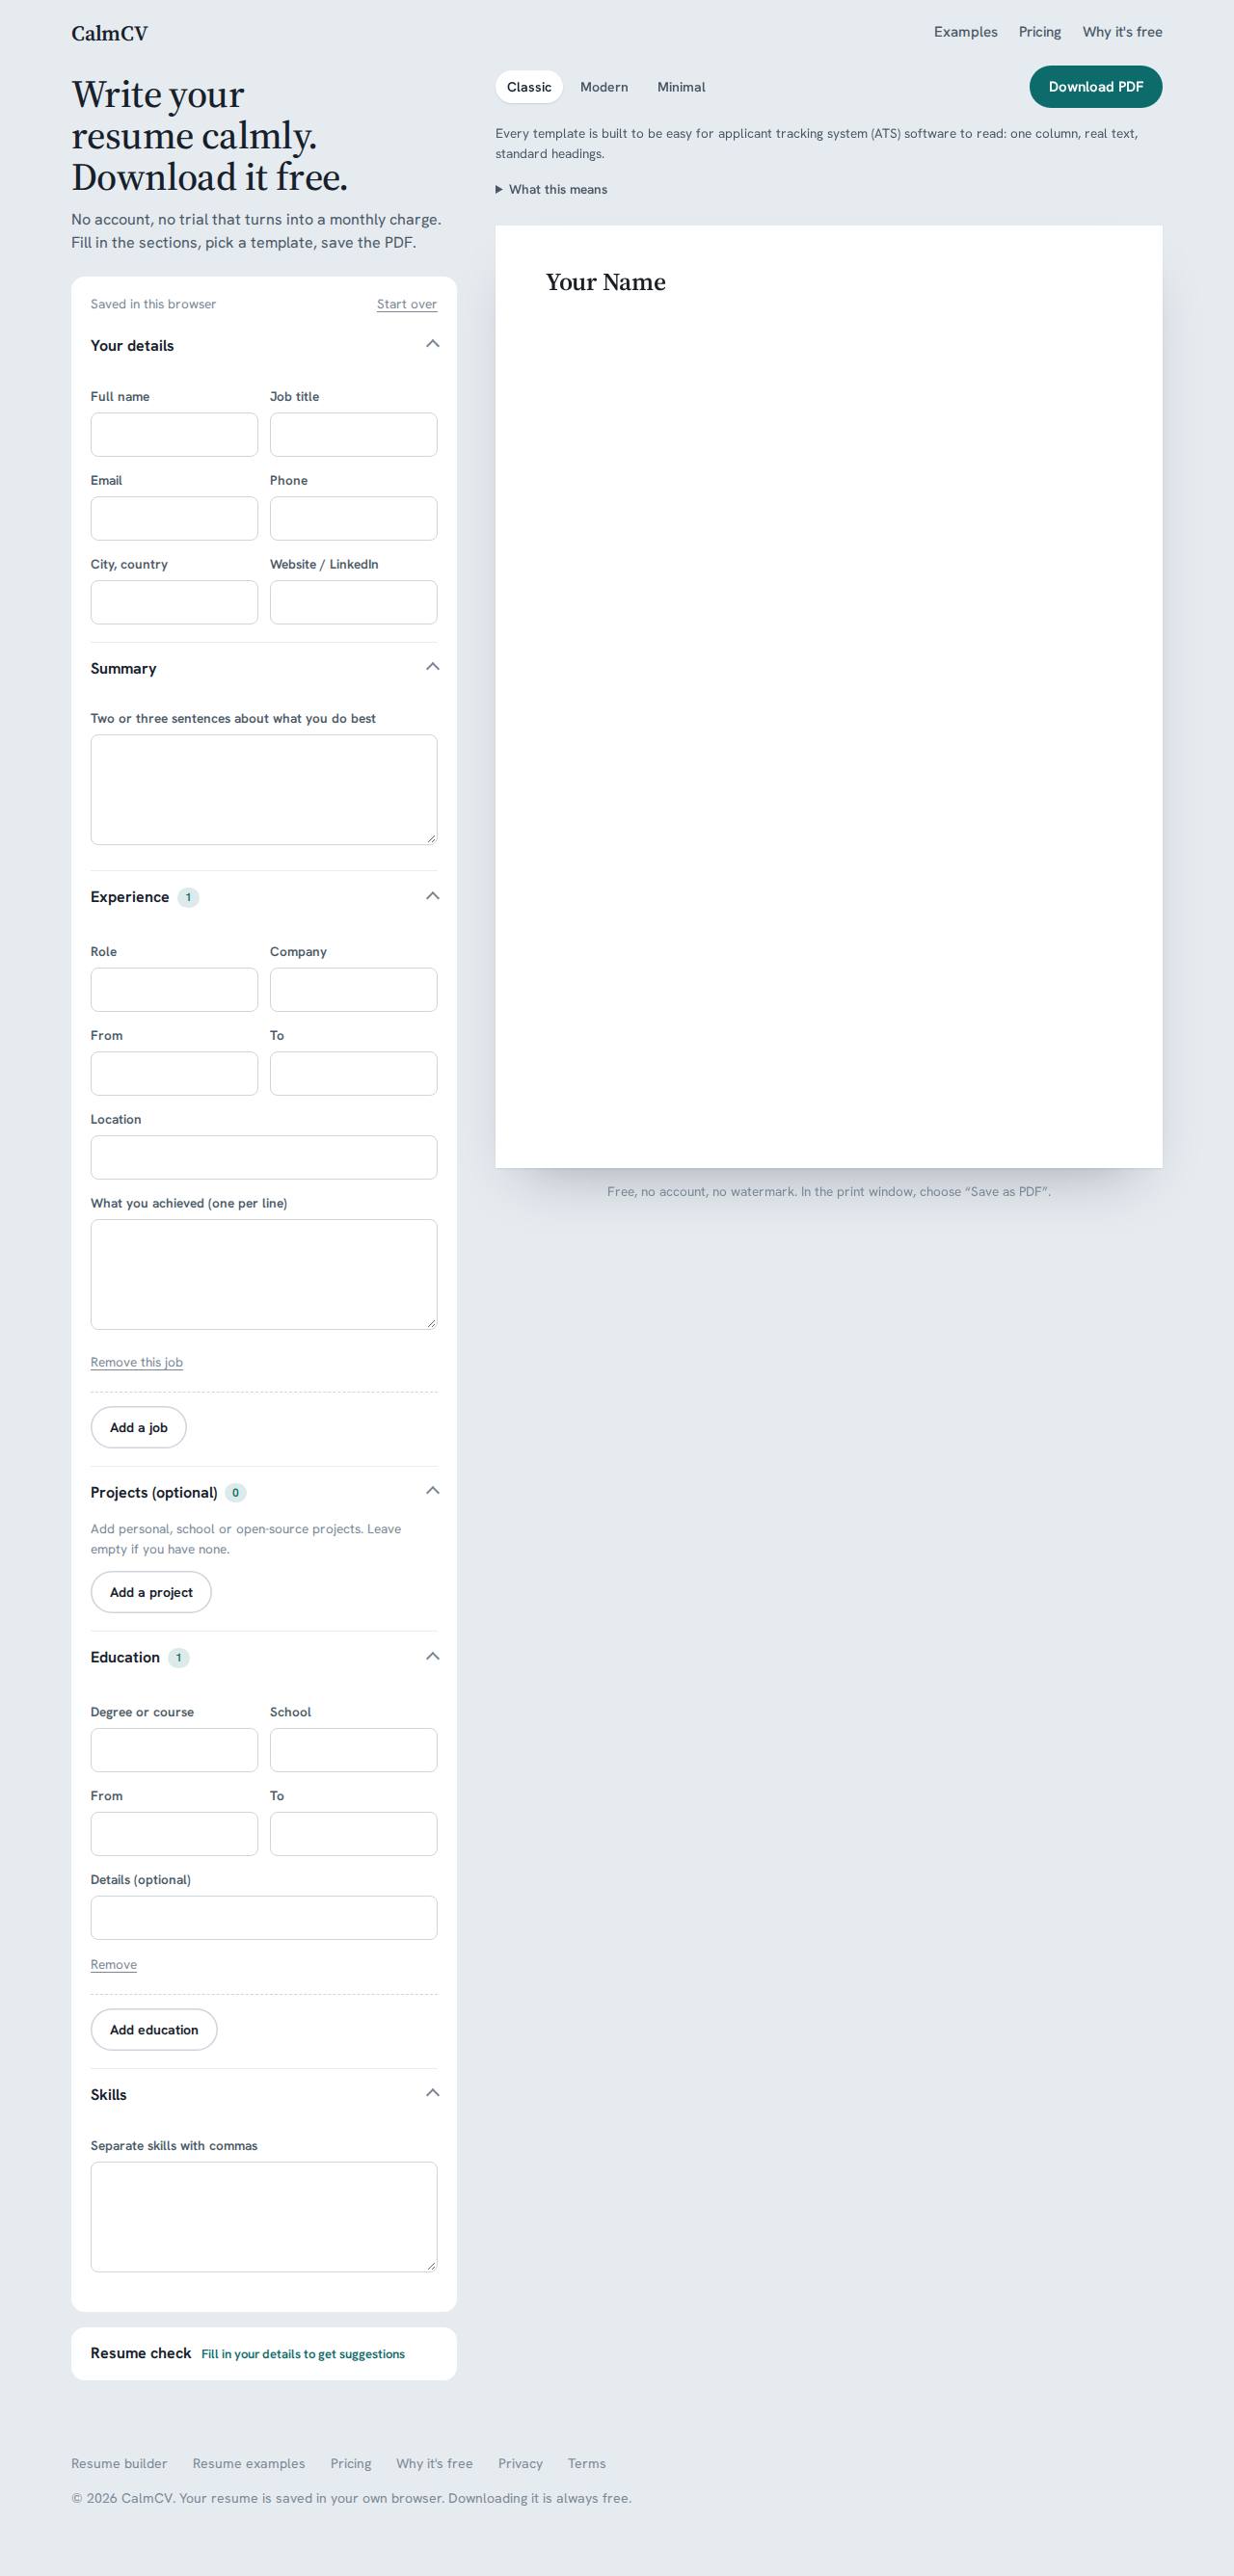 CalmCV
Examples Pricing Why it's free
Write your
resume calmly.
Download it free.
No account, no trial that turns into a monthly charge.
Fill in the sections, pick a template, save the PDF.
Saved in this browser Start over
Your details
Full name Job title
Email Phone
City, country Website / LinkedIn
Summary
Two or three sentences about what you do best
Experience 1
Role Company
From To
Location
What you achieved (one per line)
Remove this job
Add a job
Projects (optional) 0
Add personal, school or open-source projects. Leave
empty if you have none.
Add a project
Education 1
Degree or course School
From To
Details (optional)
Remove
Add education
Skills
Separate skills with commas
Resume check Fill in your details to get suggestions
Classic Modern Minimal Download PDF
Every template is built to be easy for applicant tracking system (ATS) software to read: one column, real text,
standard headings.
What this means
Your Name
Free, no account, no watermark. In the print window, choose “Save as PDF”.
Resume builder Resume examples Pricing Why it's free Privacy Terms
© 2026 CalmCV. Your resume is saved in your own browser. Downloading it is always free.